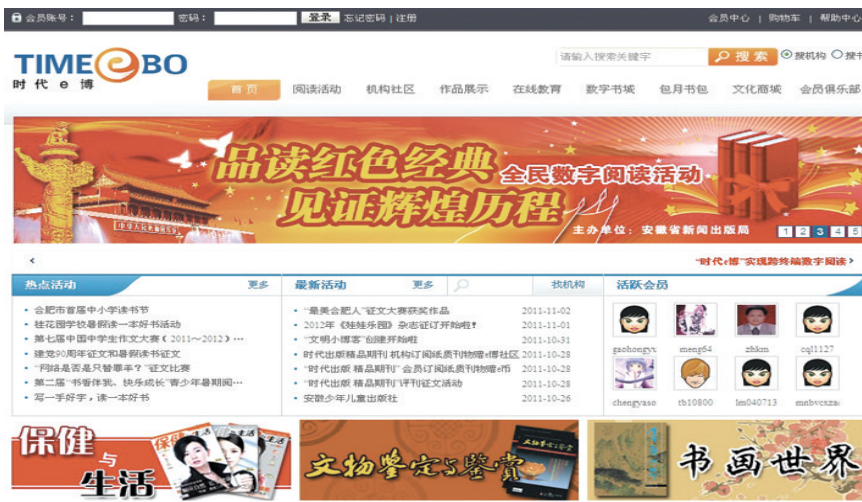 会员账号：
密码：
登录 忘记密码 | 注册
会员中心 | 购物车 | 帮助中心
TIMEeBO
时代e博
请输入搜索关键字
搜索
搜机构
搜书
首页 阅读活动 机构社区 作品展示 在线教育 数字书城 包月书包 文化商城 会员俱乐部
品读红色经典
全民数字阅读活动
见证辉煌历程
主办单位：安徽省新闻出版局
1 2 3 4 5
"时代e博"实现跨终端数字阅读
热点活动 更多
合肥市首届中小学读书节
桂花园学校暑假读一本好书活动
第七届中国中学生作文大赛（2011～2012）…
建党90周年征文和暑假读书征文
"网络是否是只替罪羊？"征文比赛
第二届"书香伴我、快乐成长"青少年暑期阅…
写一手好字，读一本好书
最新活动 更多 找机构
"最美合肥人"征文大赛获奖作品 2011-11-02
2012年《娃娃乐园》杂志征订开始啦！ 2011-11-01
"文明小博客"创建开始啦 2011-10-31
时代出版精品期刊 机构订阅纸质刊物赠e博社区 2011-10-28
"时代出版 精品期刊"会员订阅纸质刊物赠e币 2011-10-28
"时代出版 精品期刊"评刊征文活动 2011-10-28
安徽少年儿童出版社 2011-10-26
活跃会员
gaohongyu meng64 zhkm cql1127
chengyaso tb10800 lm040713 mnbvcxza
保健与生活
文物鉴定与鉴赏
书画世界